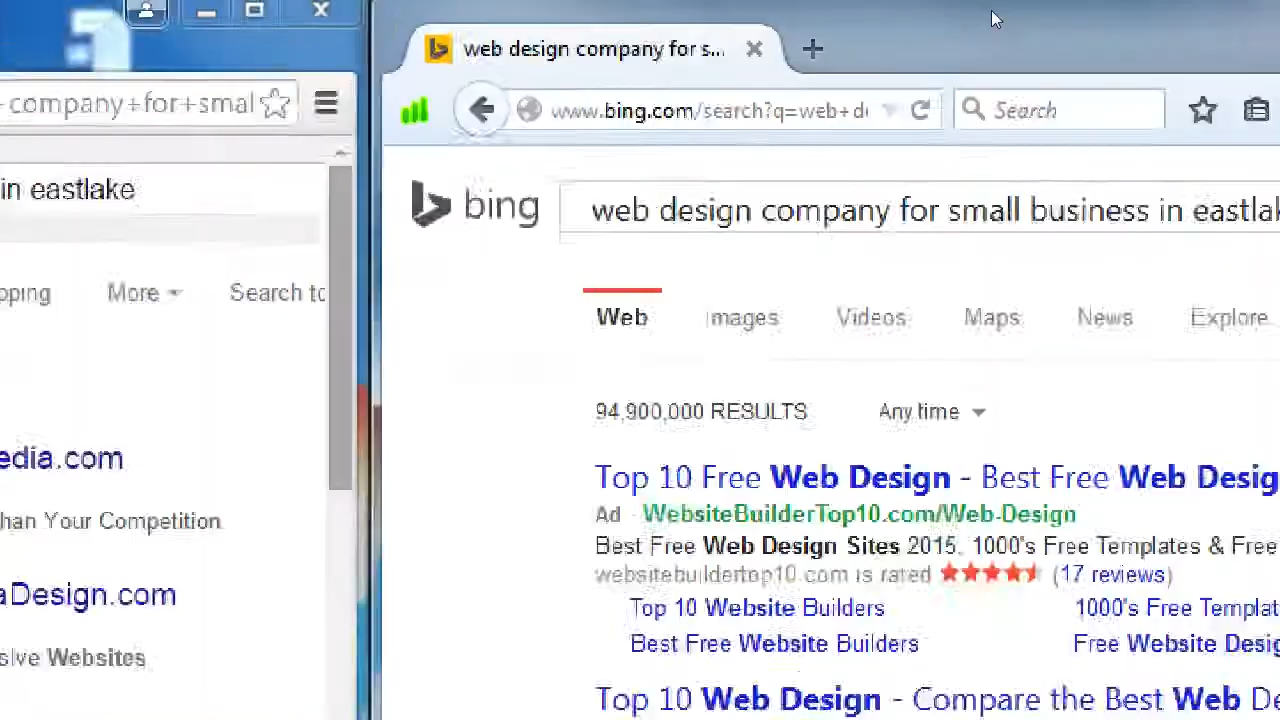 company+for+smal
in eastlake
pping
More
Search to
edia.com
han Your Competition
aDesign.com
sive Websites
web design company for s...
www.bing.com/search?q=web+de
Search
bing
web design company for small business in eastlak
Web
Images
Videos
Maps
News
Explore
94,900,000 RESULTS
Any time
Top 10 Free Web Design - Best Free Web Desig
Ad · WebsiteBuilderTop10.com/Web-Design
Best Free Web Design Sites 2015. 1000's Free Templates & Free
websitebuildertop10.com is rated ★★★★★ (17 reviews)
Top 10 Website Builders
1000's Free Templat
Best Free Website Builders
Free Website Desig
Top 10 Web Design - Compare the Best Web De